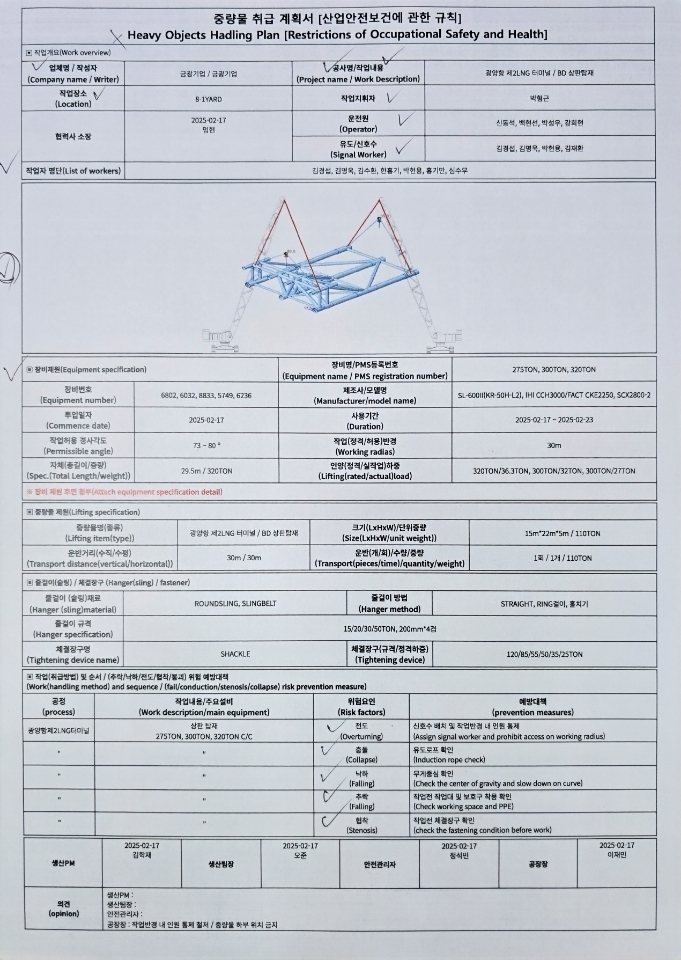 중량물 취급 계획서 [산업안전보건에 관한 규칙]
Heavy Objects Hadling Plan [Restrictions of Occupational Safety and Health]
▣ 작업개요(Work overview)
업체명 / 작성자
(Company name / Writer)
금광기업 / 금광기업
공사명/작업내용
(Project name / Work Description)
광양항 제2LNG 터미널 / BD 상판탑재
작업장소
(Location)
B-1YARD
작업지휘자
박형근
협력사 소장
2025-02-17
임현
운전원
(Operator)
신동석, 백현선, 박성우, 강희현
유도/신호수
(Signal Worker)
김경섭, 김명욱, 박헌용, 김재환
작업자 명단(List of workers)
김경섭, 김명욱, 김수환, 한홍기, 박헌용, 홍기만, 심수무
▣ 장비제원(Equipment specification)
장비명/PMS등록번호
(Equipment name / PMS registration number)
275TON, 300TON, 320TON
장비번호
(Equipment number)
6802, 6032, 8833, 5749, 6236
제조사/모델명
(Manufacturer/model name)
SL-600II(KR-50H-L2), IHI CCH3000/FACT CKE2250, SCX2800-2
투입일자
(Commence date)
2025-02-17
사용기간
(Duration)
2025-02-17 ~ 2025-02-23
작업허용 경사각도
(Permissible angle)
73 ~ 80 °
작업(정격/허용)반경
(Working radias)
30m
자체(총길이/중량)
(Spec.(Total Length/weight))
29.5m / 320TON
인양(정격/실작업)하중
(Lifting(rated/actual)load)
320TON/36.3TON, 300TON/32TON, 300TON/27TON
※ 장비 제원 후면 첨부(Attach equipment specification detail)
▣ 중량물 제원(Lifting specification)
중량물명(종류)
(Lifting item(type))
광양항 제2LNG 터미널 / BD 상판탑재
크기(LxHxW)/단위중량
(Size(LxHxW/unit weight))
15m*22m*5m / 110TON
운반거리(수직/수평)
(Transport distance(vertical/horizontal))
30m / 30m
운반(개/회)/수량/중량
(Transport(pieces/time)/quantity/weight)
1회 / 1개 / 110TON
▣ 줄걸이(슬링) / 체결장구 (Hanger(sling) / fastener)
줄걸이 (슬링)재료
(Hanger (sling)material)
ROUNDSLING, SLINGBELT
줄걸이 방법
(Hanger method)
STRAIGHT, RING걸이, 홀치기
줄걸이 규격
(Hanger specification)
15/20/30/50TON, 200mm*4겹
체결장구명
(Tightening device name)
SHACKLE
체결장구(규격/정격하중)
(Tightening device)
120/85/55/50/35/25TON
▣ 작업(취급방법) 및 순서 / (추락/낙하/전도/협착/붕괴) 위험 예방대책
(Work(handling method) and sequence / (fail/conduction/stenosis/collapse) risk prevention measure)
공정
(process)
작업내용/주요설비
(Work description/main equipment)
위험요인
(Risk factors)
예방대책
(prevention measures)
광양항제2LNG터미널
상판 탑재
275TON, 300TON, 320TON C/C
전도
(Overturning)
신호수 배치 및 작업반경 내 인원 통제
(Assign signal worker and prohibit access on working radius)
"
"
충돌
(Collapse)
유도로프 확인
(Induction rope check)
"
"
낙하
(Falling)
무게중심 확인
(Check the center of gravity and slow down on curve)
"
"
추락
(Falling)
작업전 작업대 및 보호구 착용 확인
(Check working space and PPE)
"
"
협착
(Stenosis)
작업전 체결장구 확인
(check the fastening condition before work)
생산PM
2025-02-17
김학재
생산팀장
2025-02-17
오준
안전관리자
2025-02-17
정석민
공장장
2025-02-17
이재민
의견
(opinion)
생산PM :
생산팀장 :
안전관리자 :
공장장 : 작업반경 내 인원 통제 철저 / 중량물 하부 위치 금지